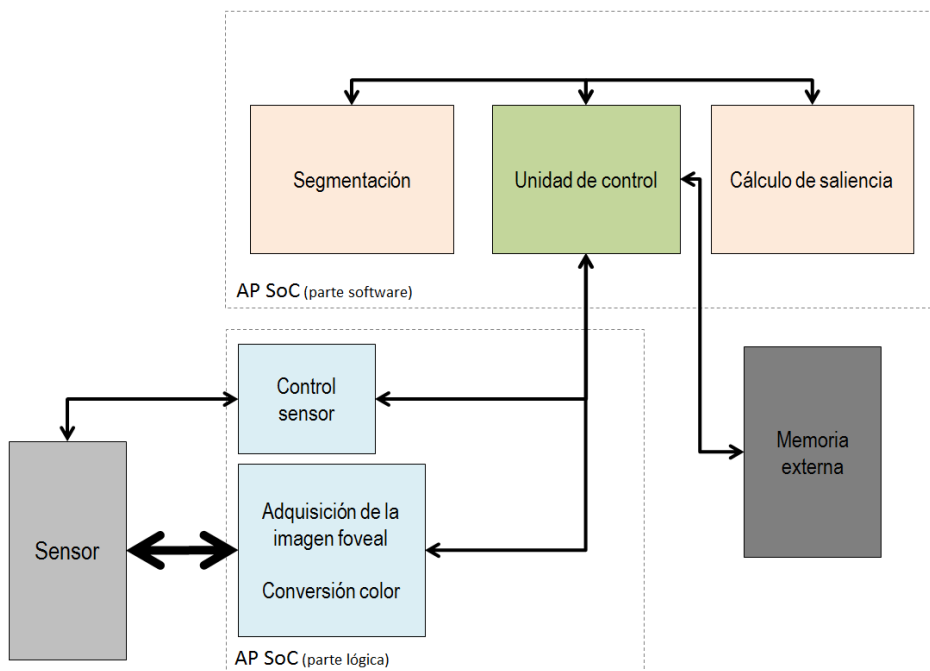 Segmentación
Unidad de control
Cálculo de saliencia
AP SoC (parte software)
Control
sensor
Memoria
externa
Sensor
Adquisición de la
imagen foveal
Conversión color
AP SoC (parte lógica)